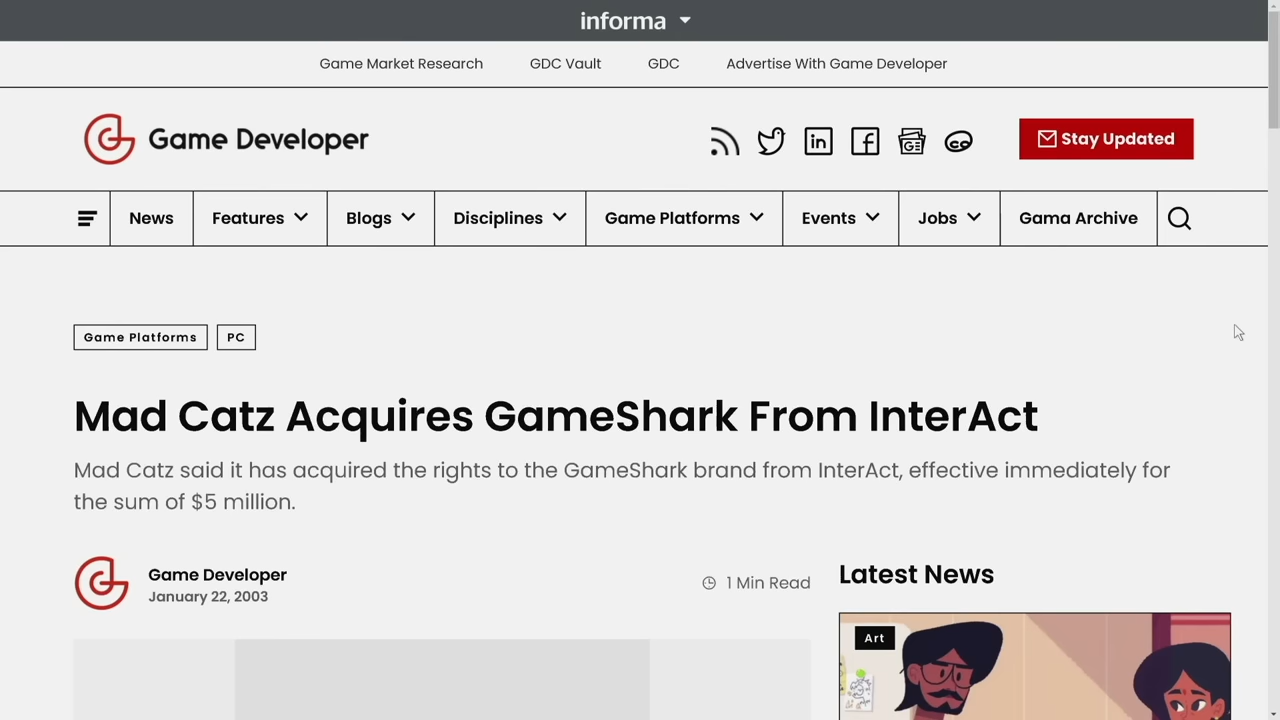 informa
Game Market Research GDC Vault GDC Advertise With Game Developer
Game Developer
Stay Updated
News Features Blogs Disciplines Game Platforms Events Jobs Gama Archive
Game Platforms PC
Mad Catz Acquires GameShark From InterAct
Mad Catz said it has acquired the rights to the GameShark brand from InterAct, effective immediately for
the sum of $5 million.
Game Developer
January 22, 2003
1 Min Read
Latest News
Art